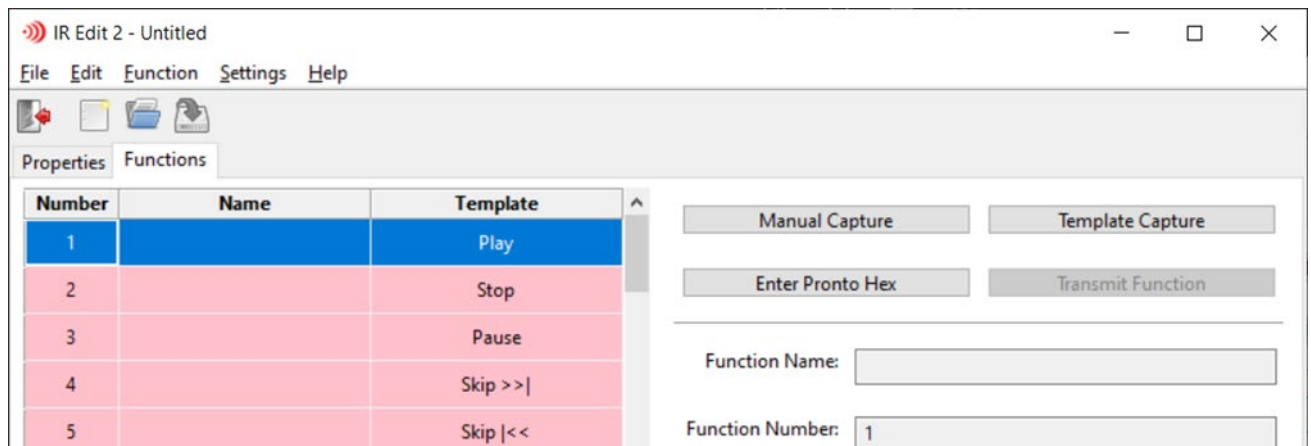 IR Edit 2 - Untitled
File Edit Function Settings Help
Properties Functions
Number Name Template
1 Play
2 Stop
3 Pause
4 Skip >>|
5 Skip |<<
Manual Capture Template Capture
Enter Pronto Hex Transmit Function
Function Name:
Function Number: 1